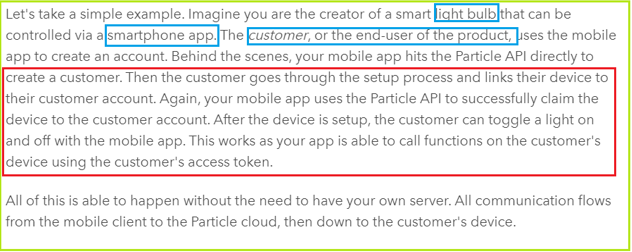 Let's take a simple example. Imagine you are the creator of a smart light bulb that can be
controlled via a smartphone app. The customer, or the end-user of the product, uses the mobile
app to create an account. Behind the scenes, your mobile app hits the Particle API directly to
create a customer. Then the customer goes through the setup process and links their device to
their customer account. Again, your mobile app uses the Particle API to successfully claim the
device to the customer account. After the device is setup, the customer can toggle a light on
and off with the mobile app. This works as your app is able to call functions on the customer's
device using the customer's access token.
All of this is able to happen without the need to have your own server. All communication flows
from the mobile client to the Particle cloud, then down to the customer's device.